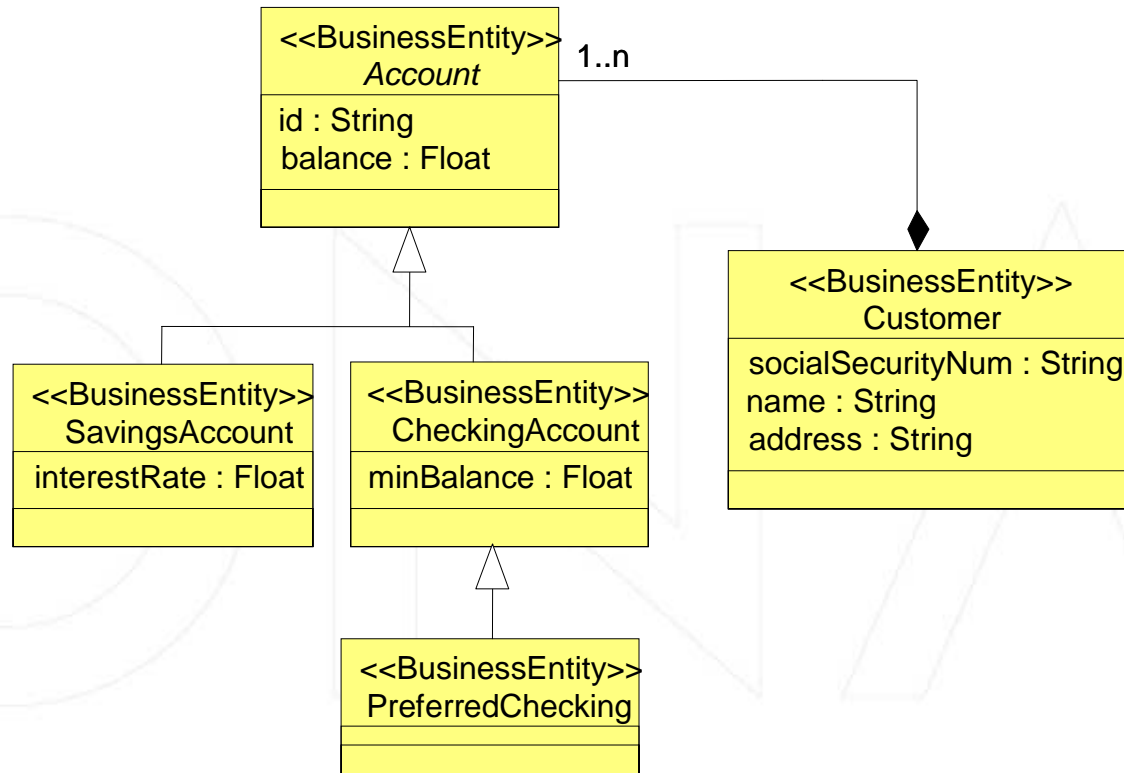 <<BusinessEntity>>
Account
id : String
balance : Float
1..n
<<BusinessEntity>>
Customer
socialSecurityNum : String
name : String
address : String
<<BusinessEntity>>
SavingsAccount
interestRate : Float
<<BusinessEntity>>
CheckingAccount
minBalance : Float
<<BusinessEntity>>
PreferredChecking